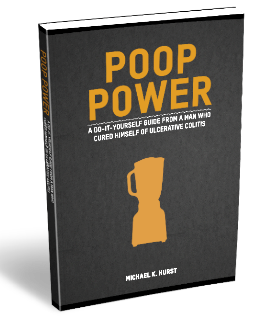 POOP
POWER
A DO-IT-YOURSELF GUIDE FROM A MAN WHO
CURED HIMSELF OF ULCERATIVE COLITIS
MICHAEL K. HURST
POOP POWER